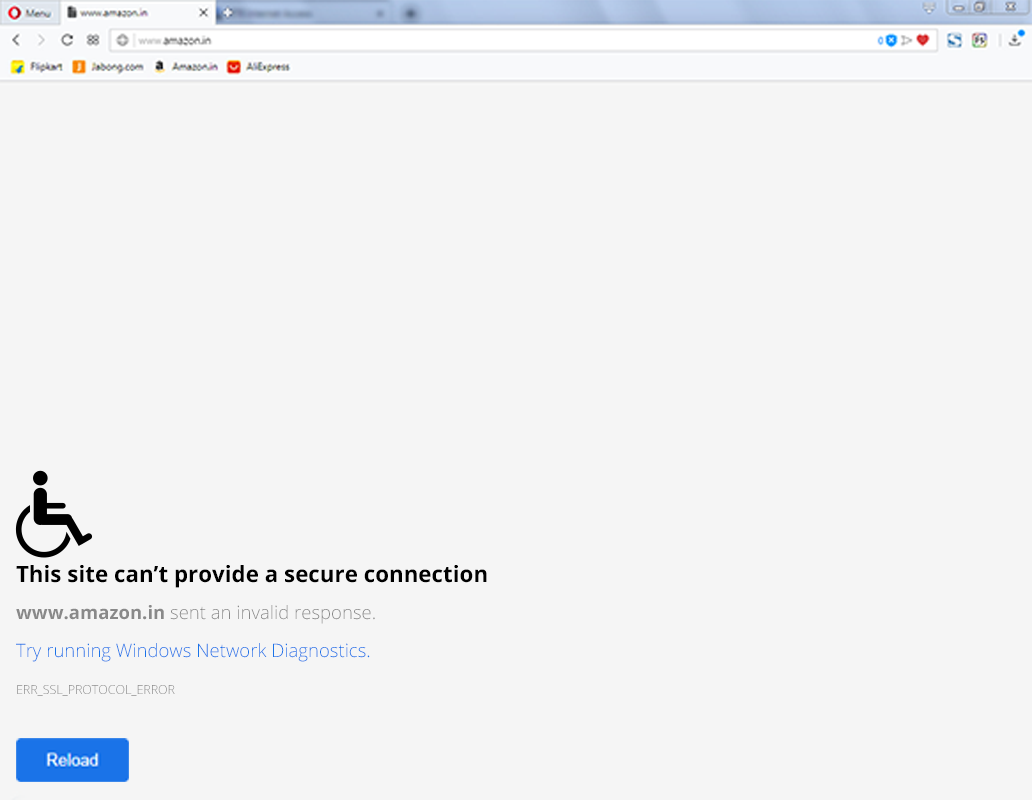 Menu
www.amazon.in
www.amazon.in
0
Flipkart Jabong.com Amazon.in AliExpress
This site can’t provide a secure connection
www.amazon.in sent an invalid response.
Try running Windows Network Diagnostics.
ERR_SSL_PROTOCOL_ERROR
Reload